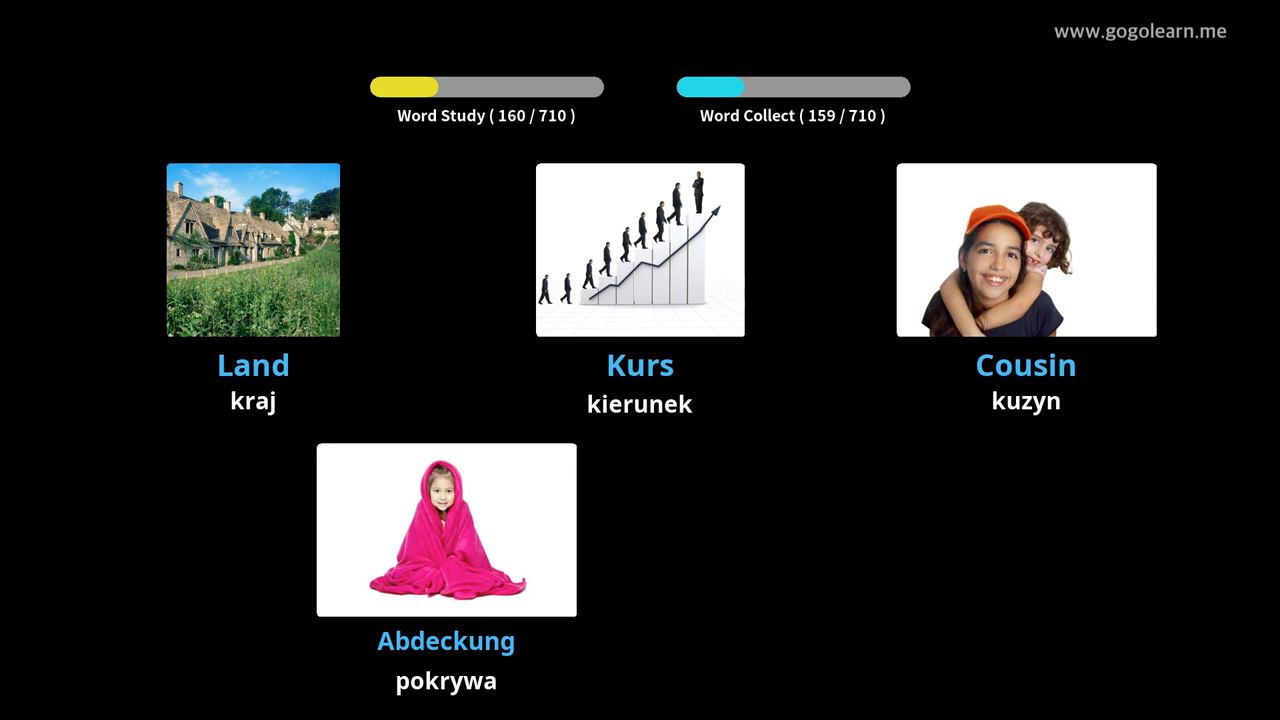 www.gogolearn.me
Word Study ( 160 / 710 )
Word Collect ( 159 / 710 )
Land
kraj
Kurs
kierunek
Cousin
kuzyn
Abdeckung
pokrywa